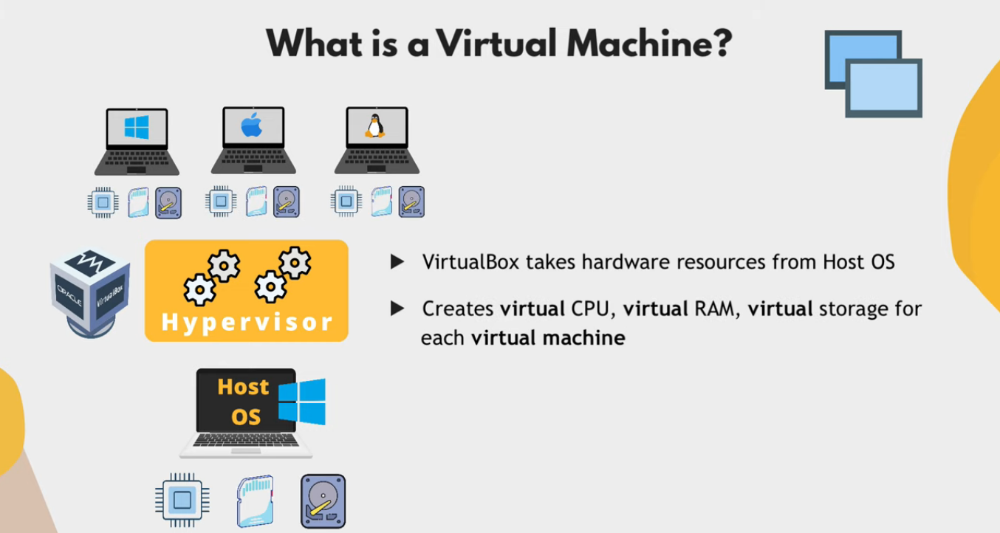 What is a Virtual Machine?
ORACLE
VirtualBox
Hypervisor
VirtualBox takes hardware resources from Host OS
Creates virtual CPU, virtual RAM, virtual storage for
each virtual machine
Host
OS